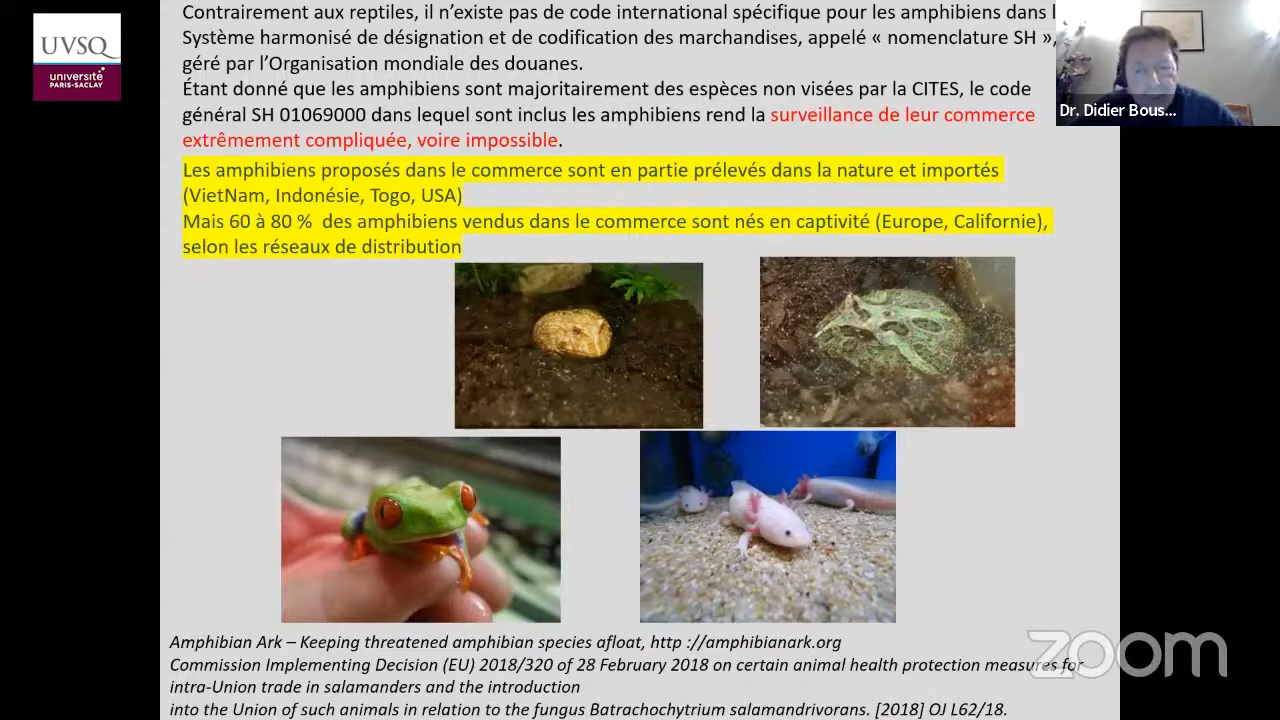 UVSQ
université
PARIS-SACLAY
Contrairement aux reptiles, il n’existe pas de code international spécifique pour les amphibiens dans
Système harmonisé de désignation et de codification des marchandises, appelé « nomenclature SH »,
géré par l’Organisation mondiale des douanes.
Étant donné que les amphibiens sont majoritairement des espèces non visées par la CITES, le code
général SH 01069000 dans lequel sont inclus les amphibiens rend la surveillance de leur commerce
extrêmement compliquée, voire impossible.
Les amphibiens proposés dans le commerce sont en partie prélevés dans la nature et importés
(VietNam, Indonésie, Togo, USA)
Mais 60 à 80 % des amphibiens vendus dans le commerce sont nés en captivité (Europe, Californie),
selon les réseaux de distribution
Dr. Didier Bous...
Amphibian Ark – Keeping threatened amphibian species afloat, http ://amphibianark.org
Commission Implementing Decision (EU) 2018/320 of 28 February 2018 on certain animal health protection measures for
intra-Union trade in salamanders and the introduction
into the Union of such animals in relation to the fungus Batrachochytrium salamandrivorans. [2018] OJ L62/18.
zoom